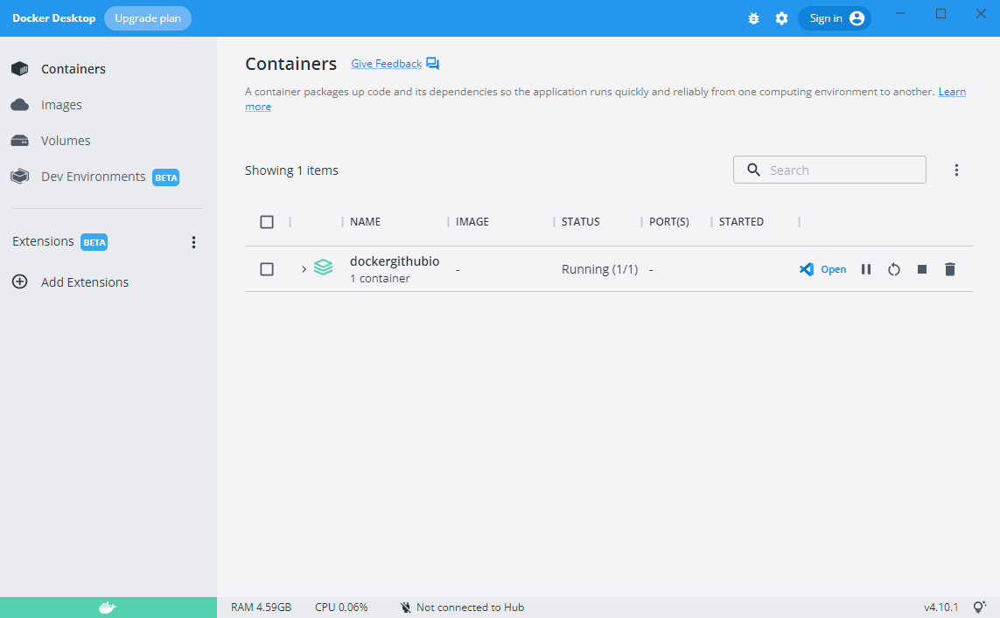 Docker Desktop Upgrade plan Sign in
Containers
Images
Volumes
Dev Environments BETA
Extensions BETA
Add Extensions
Containers Give Feedback
A container packages up code and its dependencies so the application runs quickly and reliably from one computing environment to another. Learn
more
Showing 1 items Search
NAME IMAGE STATUS PORT(S) STARTED
dockergithubio
1 container - Running (1/1) - Open
RAM 4.59GB CPU 0.06% Not connected to Hub v4.10.1